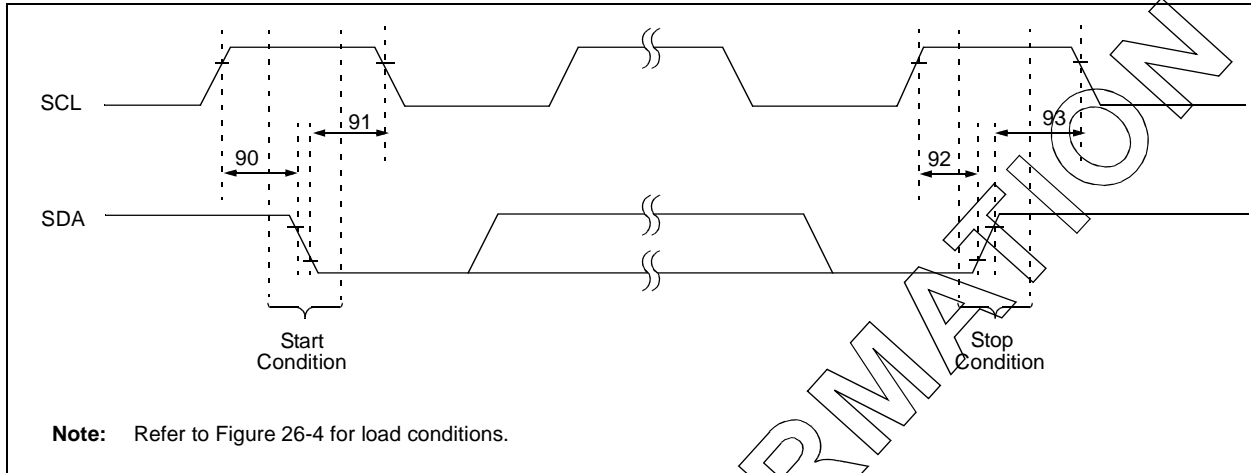 SCL
91
93
90
92
SDA
Start
Condition
Stop
Condition
Note: Refer to Figure 26-4 for load conditions.
RMATION